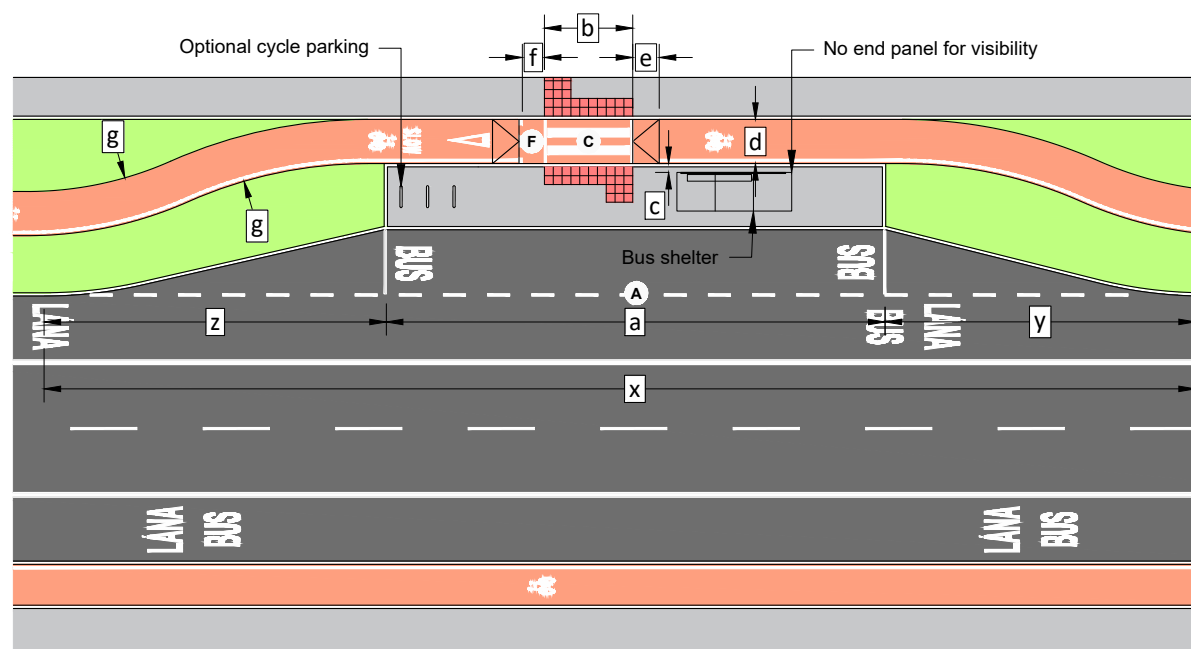 b
Optional cycle parking
No end panel for visibility
f
e
g
SLOW
F
C
d
g
c
BUS
BUS
Bus shelter
A
LÁNA
z
a
BUS
LÁNA
y
x
LÁNA
BUS
LÁNA
BUS